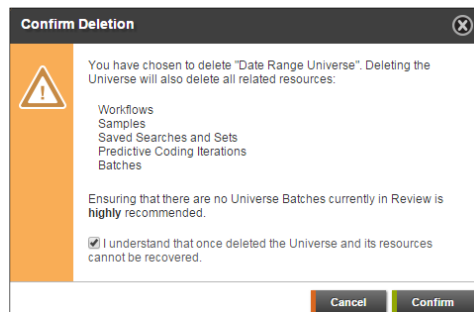 Confirm Deletion
You have chosen to delete "Date Range Universe". Deleting the
Universe will also delete all related resources:
Workflows
Samples
Saved Searches and Sets
Predictive Coding Iterations
Batches
Ensuring that there are no Universe Batches currently in Review is
highly recommended.
I understand that once deleted the Universe and its resources
cannot be recovered.
Cancel Confirm